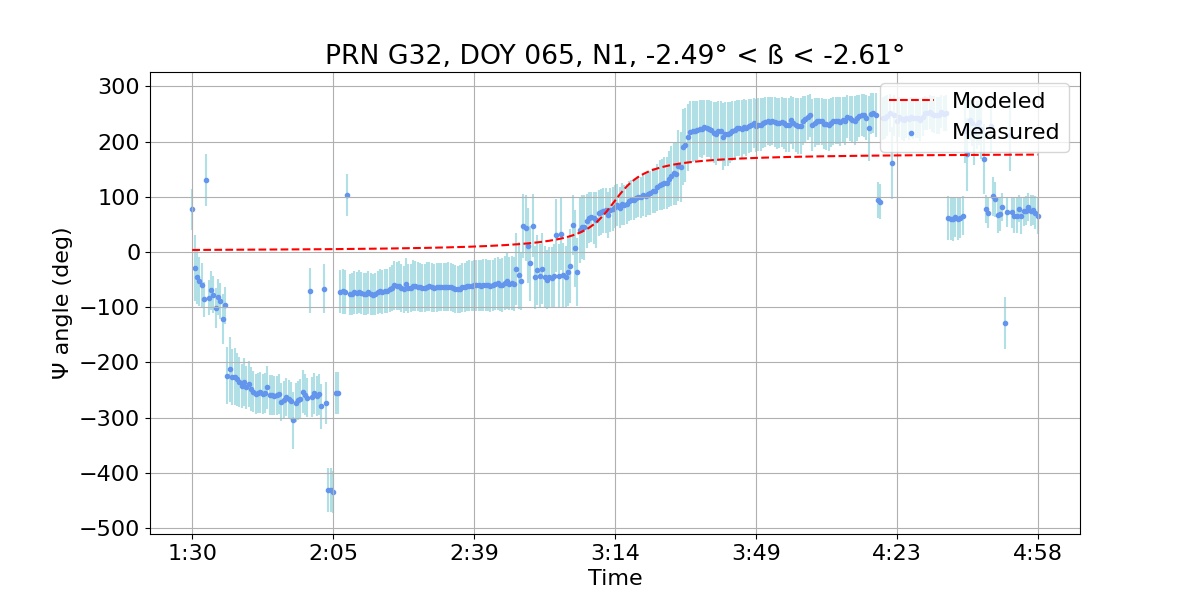 PRN G32, DOY 065, N1, -2.49° < ß < -2.61°
Ψ angle (deg)
300
200
100
0
−100
−200
−300
−400
−500
Modeled
Measured
1:30 2:05 2:39 3:14 3:49 4:23 4:58
Time